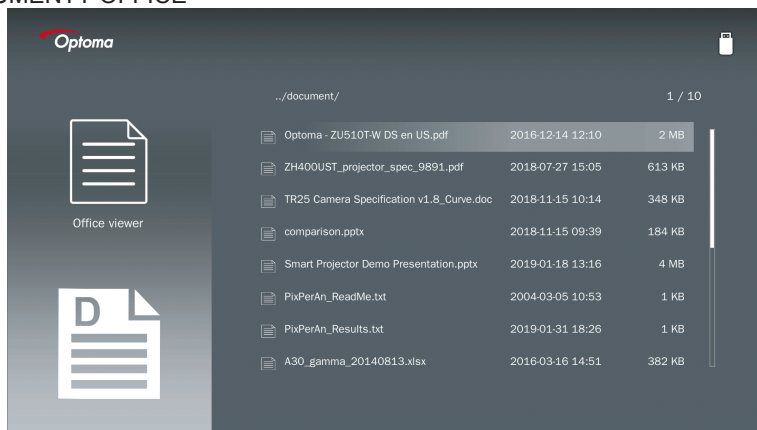 Optoma
../document/ 1 / 10
Optoma - ZU510T-W DS en US.pdf 2016-12-14 12:10 2 MB
ZH400UST_projector_spec_9891.pdf 2018-07-27 15:05 613 KB
TR25 Camera Specification v1.8_Curve.doc 2018-11-15 10:14 348 KB
Office viewer
comparison.pptx 2018-11-15 09:39 184 KB
Smart Projector Demo Presentation.pptx 2019-01-18 13:16 4 MB
PixPerAn_ReadMe.txt 2004-03-05 10:53 1 KB
D
PixPerAn_Results.txt 2019-01-31 18:26 1 KB
A30_gamma_20140813.xlsx 2016-03-16 14:51 382 KB